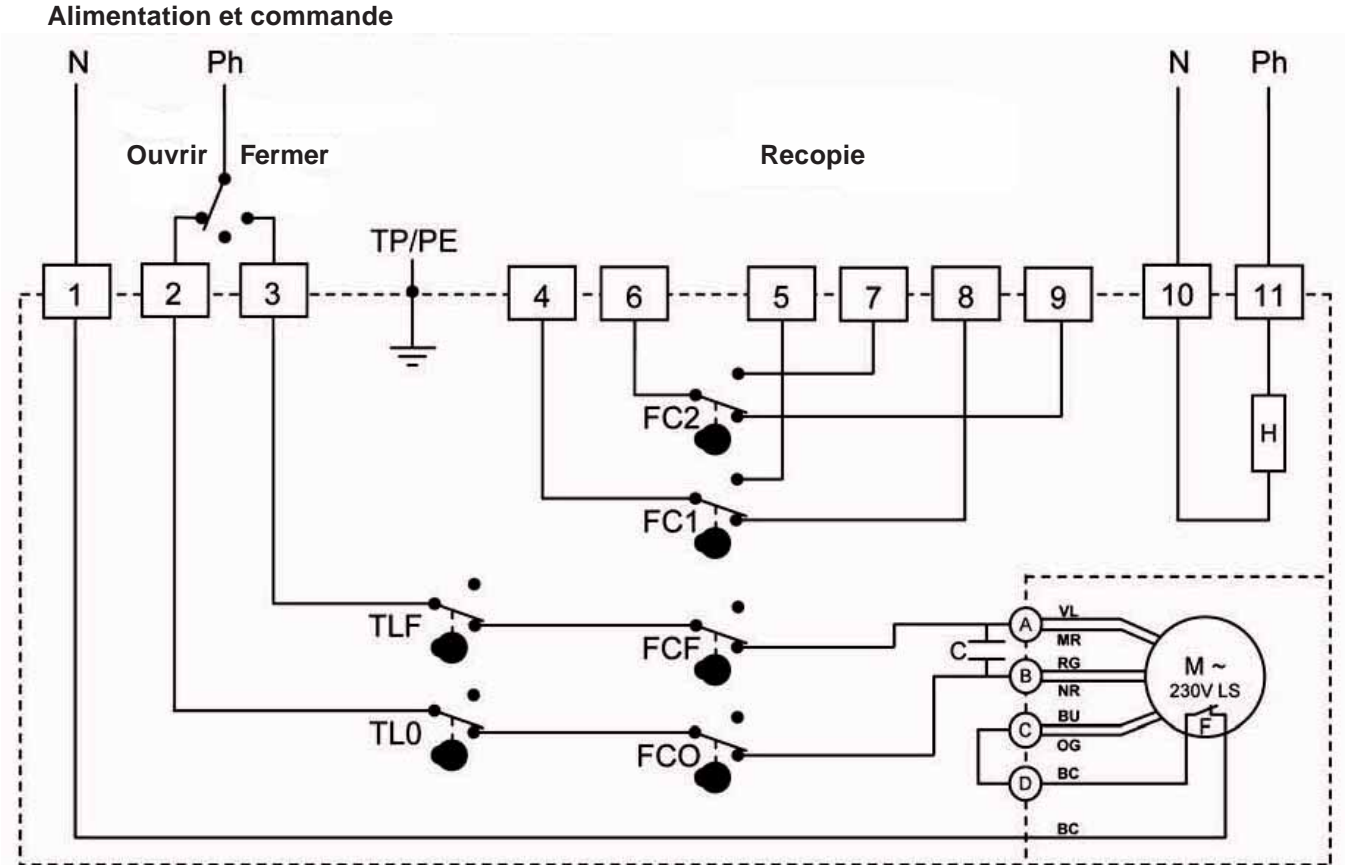 Alimentation et commande
N Ph N Ph
Ouvrir Fermer Recopie
TP/PE
1 2 3 4 6 5 7 8 9 10 11
FC2
H
FC1
TLF FCF C A VL
MR
B RG
NR
M ~
230V LS
TL0 FCO C BU
OG
F
D BC
BC